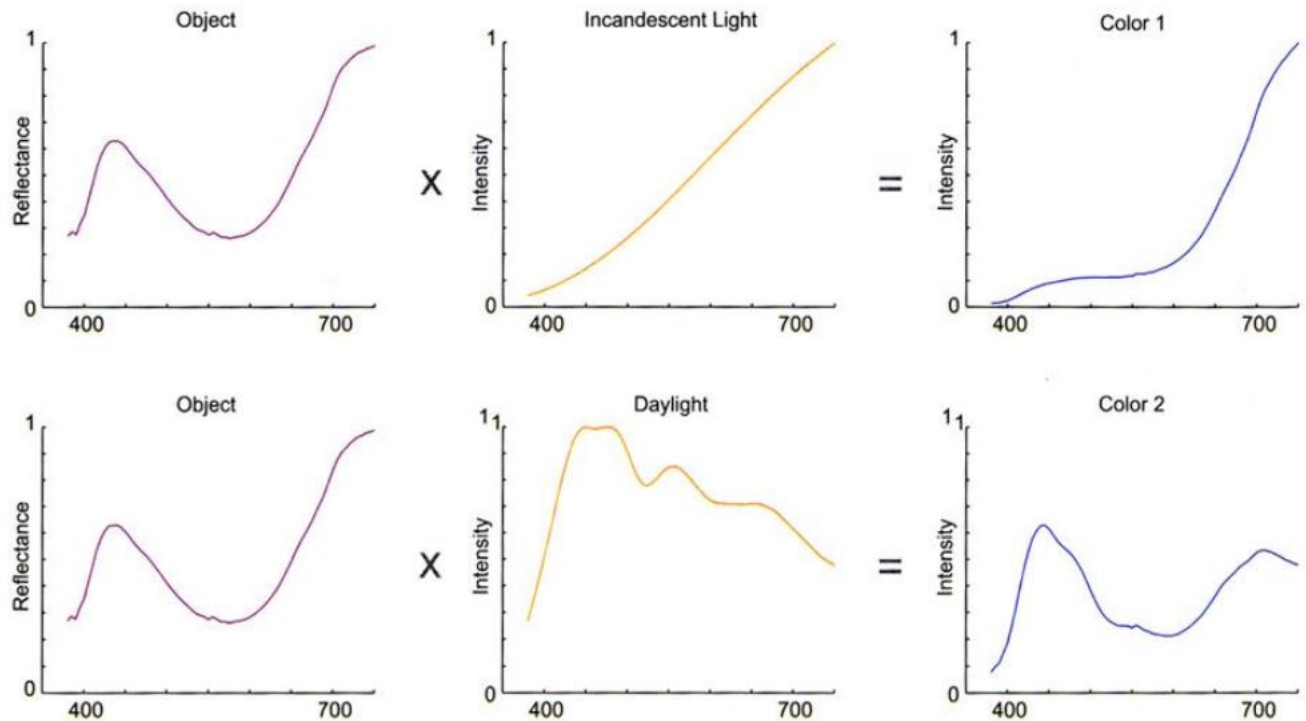 Object
Incandescent Light
Color 1
1
Reflectance
0
400
700
X
1
Intensity
0
400
700
=
1
Intensity
0
400
700
Object
Daylight
Color 2
1
Reflectance
0
400
700
X
1
Intensity
0
400
700
=
1
1
Intensity
0
400
700